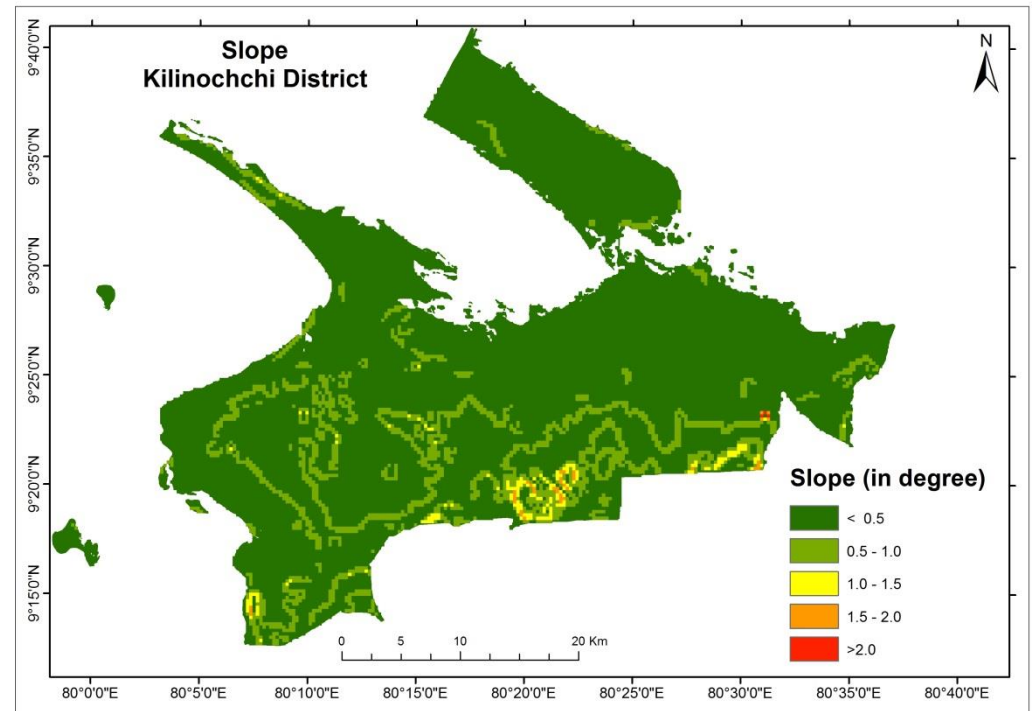 Slope
Kilinochchi District
N
9°40'0"N
9°35'0"N
9°30'0"N
9°25'0"N
9°20'0"N
9°15'0"N
Slope (in degree)
< 0.5
0.5 - 1.0
1.0 - 1.5
1.5 - 2.0
>2.0
0 5 10 20 Km
80°0'0"E 80°5'0"E 80°10'0"E 80°15'0"E 80°20'0"E 80°25'0"E 80°30'0"E 80°35'0"E 80°40'0"E